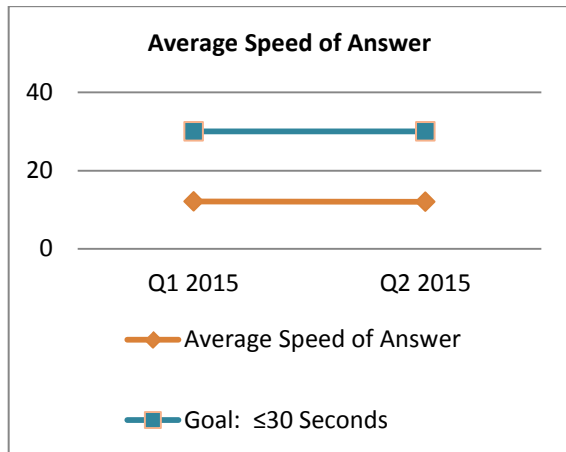 Average Speed of Answer
40
20
0
Q1 2015 Q2 2015
Average Speed of Answer
Goal:  ≤30 Seconds